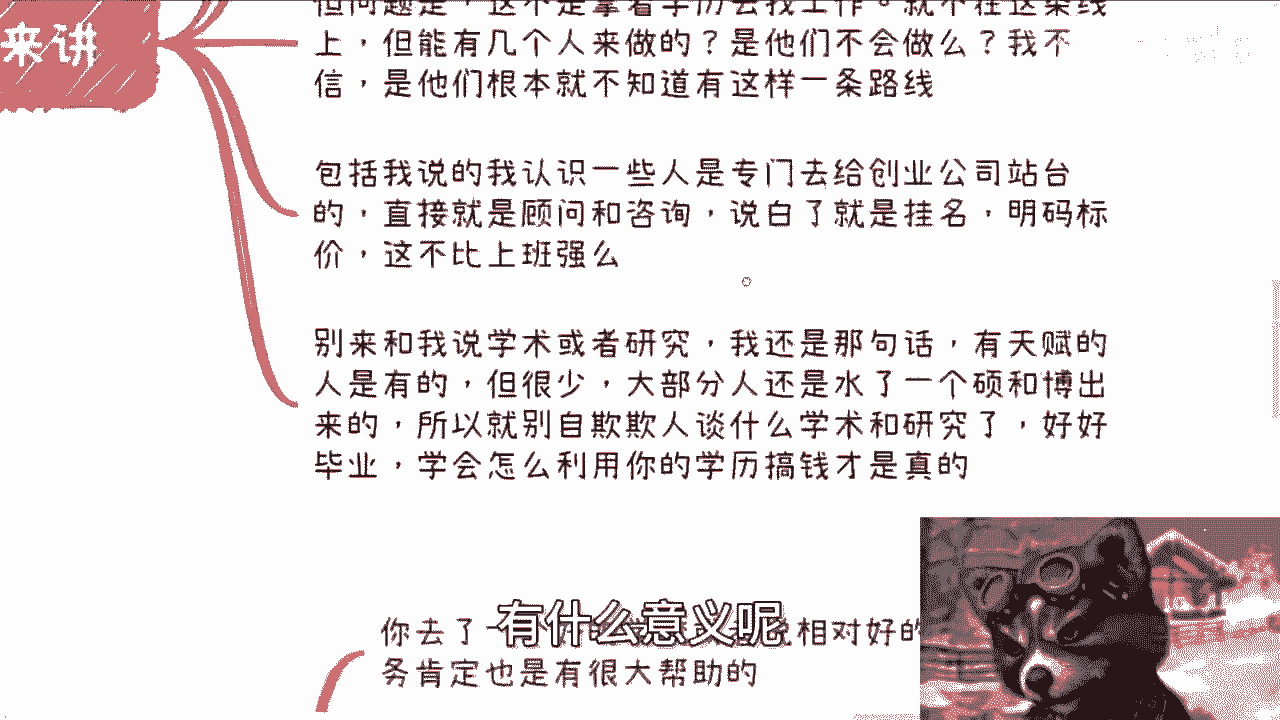 来讲
但问题是，这不是拿着学历去找工作。就不在这条线
上，但能有几个人来做的？是他们不会做么？我不
信，是他们根本就不知道有这样一条路线
包括我说的我认识一些人是专门去给创业公司站台
的，直接就是顾问和咨询，说白了就是挂名，明码标
价，这不比上班强么
别来和我说学术或者研究，我还是那句话，有天赋的
人是有的，但很少，大部分人还是水了一个硕和博出
来的，所以就别自欺欺人谈什么学术和研究了，好好
毕业，学会怎么利用你的学历搞钱才是真的
你去了一
相对好的
务肯定也是有很大帮助的
有什么意义呢